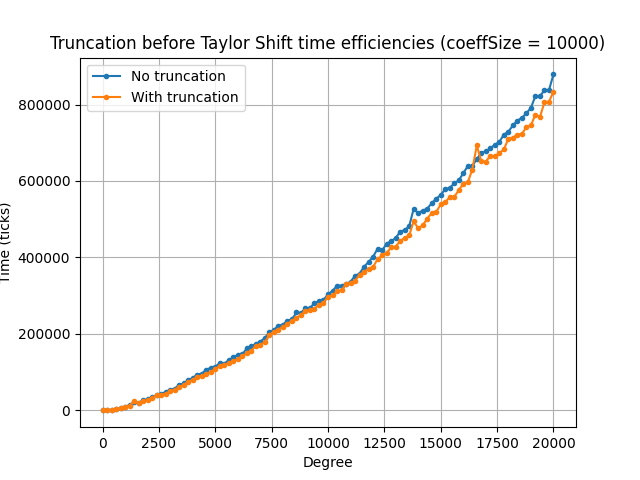 Truncation before Taylor Shift time efficiencies (coeffSize = 10000)
No truncation
With truncation
Time (ticks)
800000
600000
400000
200000
0
0 2500 5000 7500 10000 12500 15000 17500 20000
Degree